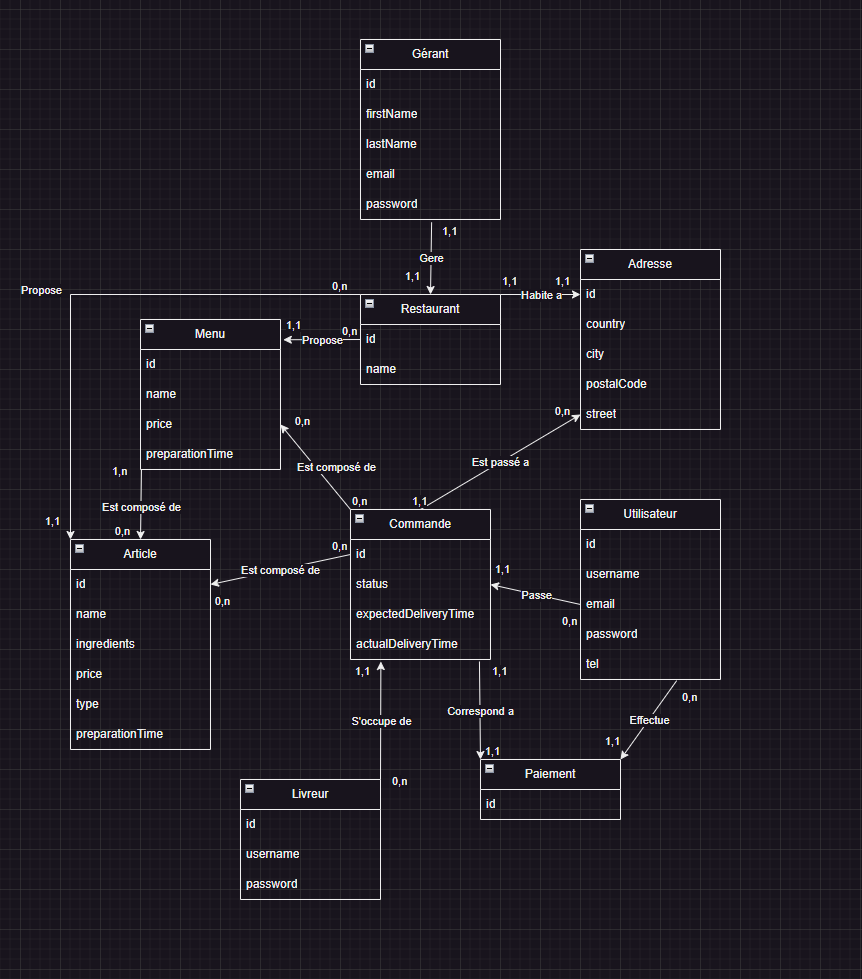 Gérant
id
firstName
lastName
email
password
1,1
Gere
1,1
Adresse
id
country
city
postalCode
street
Propose
0,n
1,1
Habite a
1,1
Restaurant
id
name
Menu
id
name
price
preparationTime
1,1
Propose
0,n
0,n
Est composé de
0,n
0,n
Est passé a
1,1
1,n
Est composé de
0,n
1,1
Article
id
name
ingredients
price
type
preparationTime
0,n
Est composé de
0,n
Commande
id
status
expectedDeliveryTime
actualDeliveryTime
Utilisateur
id
username
email
password
tel
1,1
Passe
0,n
1,1
S'occupe de
0,n
1,1
Correspond a
1,1
0,n
Effectue
1,1
Paiement
id
Livreur
id
username
password